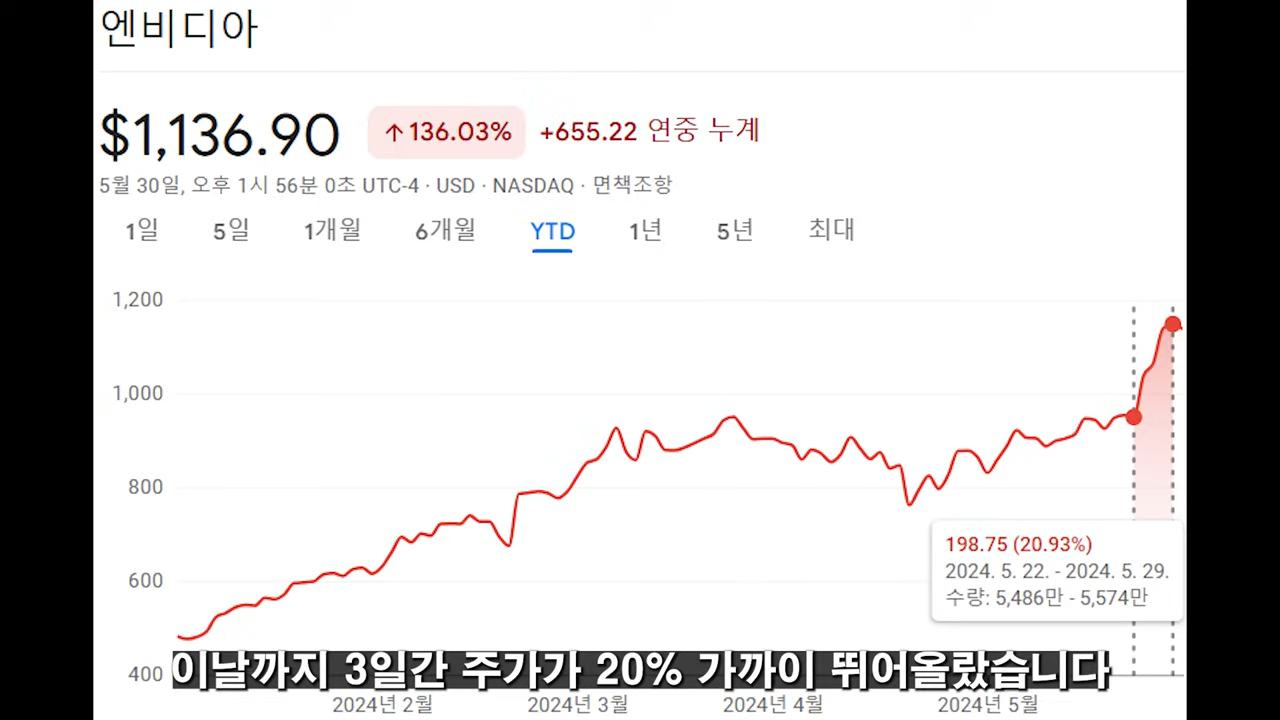 엔비디아
$1,136.90 ↑136.03% +655.22 연중 누계
5월 30일, 오후 1시 56분 0초 UTC-4 · USD · NASDAQ · 면책조항
1일 5일 1개월 6개월 YTD 1년 5년 최대
1,200
1,000
800
600
400
198.75 (20.93%)
2024. 5. 22. - 2024. 5. 29.
수량: 5,486만 - 5,574만
이날까지 3일간 주가가 20% 가까이 뛰어올랐습니다
2024년 2월 2024년 3월 2024년 4월 2024년 5월